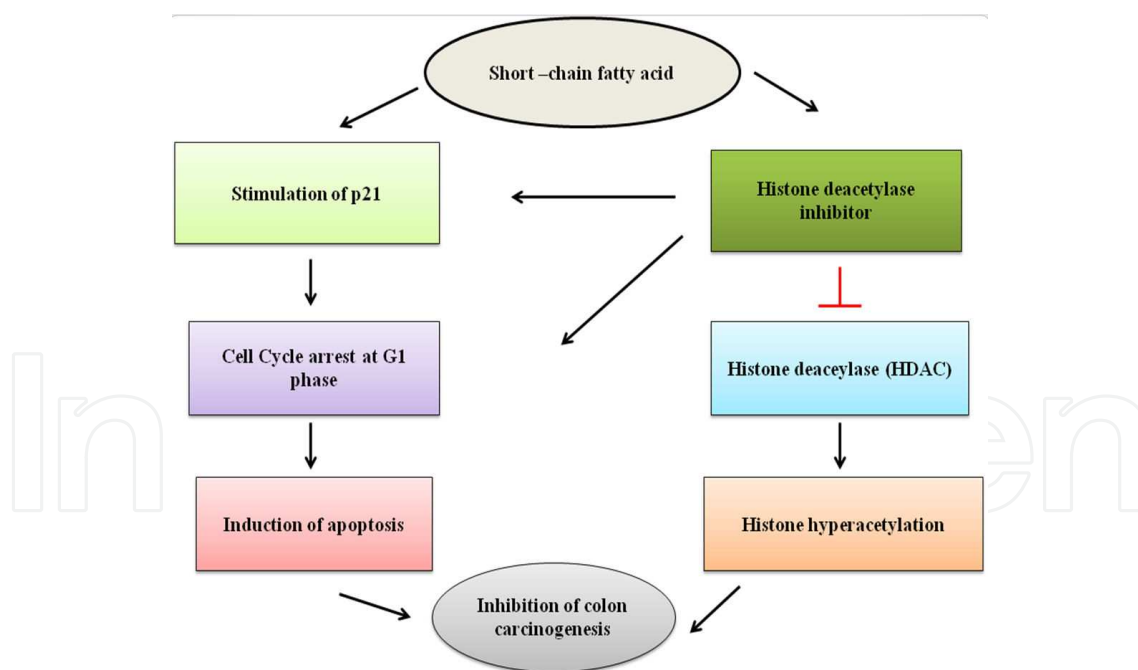 Short –chain fatty acid
Stimulation of p21
Histone deacetylase
inhibitor
Cell Cycle arrest at G1
phase
Histone deaceylase (HDAC)
Induction of apoptosis
Histone hyperacetylation
Inhibition of colon
carcinogenesis